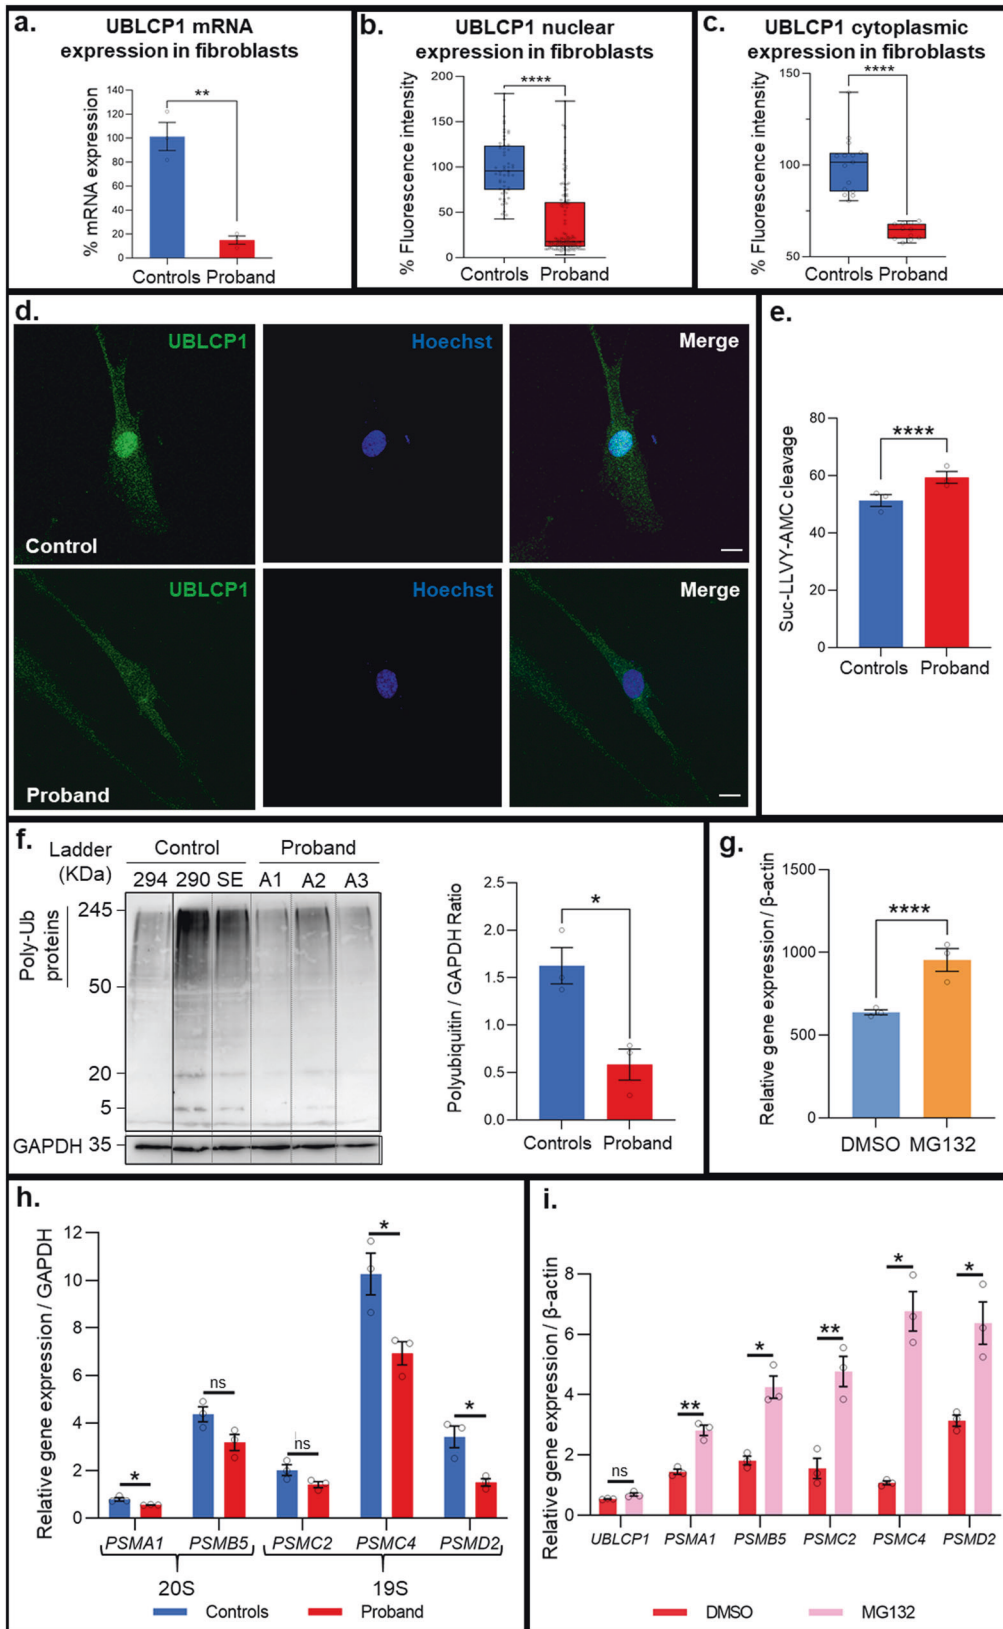 a.
UBLCP1 mRNA
expression in fibroblasts
% mRNA expression
140
120
100
80
60
40
20
0
**
Controls Proband
b.
UBLCP1 nuclear
expression in fibroblasts
% Fluorescence intensity
200
150
100
50
0
****
Controls Proband
c.
UBLCP1 cytoplasmic
expression in fibroblasts
% Fluorescence intensity
150
100
50
****
Controls Proband
d.
UBLCP1
Hoechst
Merge
Control
UBLCP1
Hoechst
Merge
Proband
e.
Suc-LLVY-AMC cleavage
80
60
40
20
0
****
Controls Proband
f.
Ladder
(KDa)
Control Proband
294 290 SE A1 A2 A3
Poly-Ub
proteins
245
50
20
5
GAPDH 35
Polyubiquitin / GAPDH Ratio
2.5
2.0
1.5
1.0
0.5
0.0
*
Controls Proband
g.
Relative gene expression / β-actin
1500
1000
500
0
****
DMSO MG132
h.
Relative gene expression / GAPDH
12
10
8
6
4
2
0
* ns ns * *
PSMA1 PSMB5 PSMC2 PSMC4 PSMD2
20S 19S
Controls Proband
i.
Relative gene expression / β-actin
8
6
4
2
0
ns ** * ** * *
UBLCP1 PSMA1 PSMB5 PSMC2 PSMC4 PSMD2
DMSO MG132